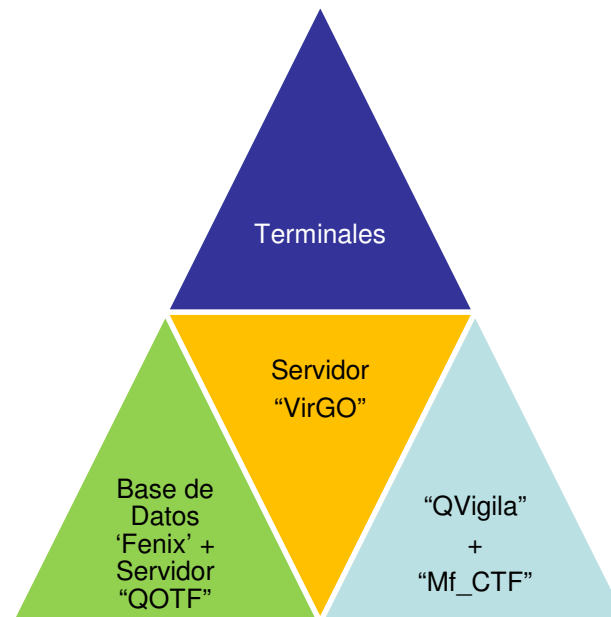 Terminales
Servidor
“VirGO”
Base de
Datos
‘Fenix’ +
Servidor
“QOTF”
“QVigila”
+
“Mf_CTF”